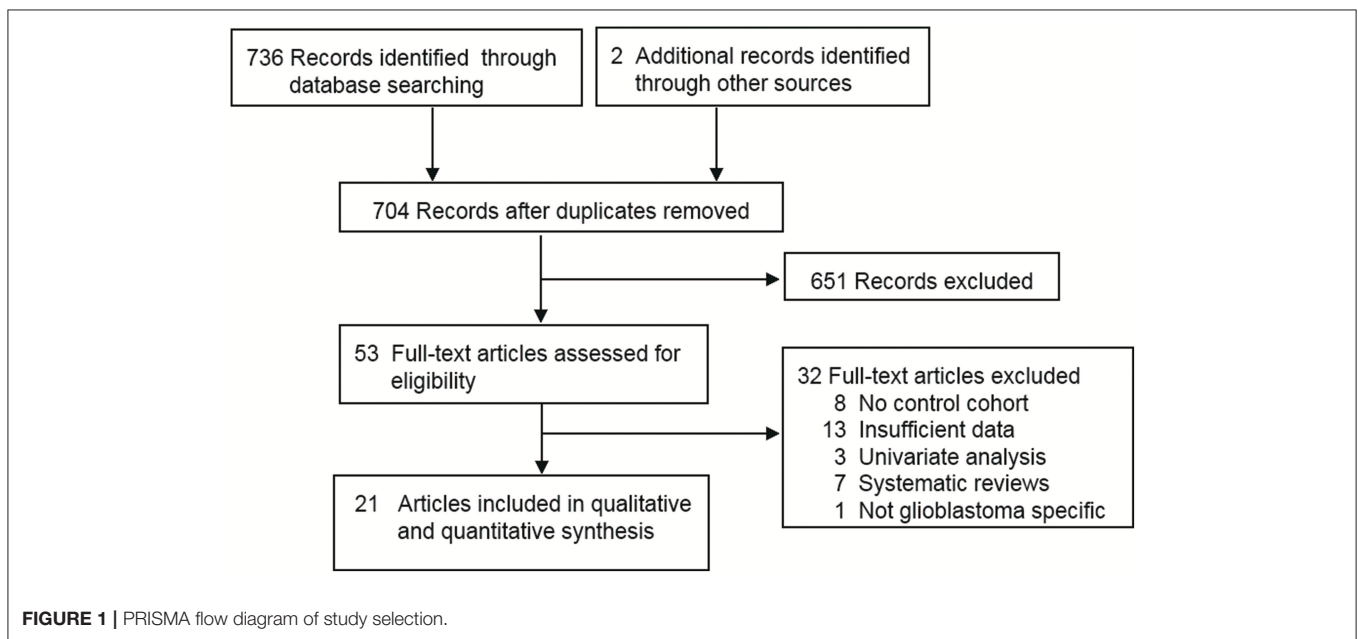 736 Records identified through
database searching
2 Additional records identified
through other sources
704 Records after duplicates removed
651 Records excluded
53 Full-text articles assessed for
eligibility
32 Full-text articles excluded
8 No control cohort
13 Insufficient data
3 Univariate analysis
7 Systematic reviews
1 Not glioblastoma specific
21 Articles included in qualitative
and quantitative synthesis
FIGURE 1 | PRISMA flow diagram of study selection.